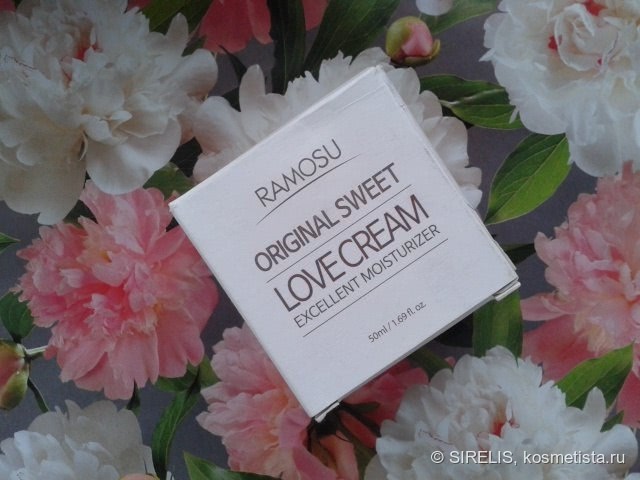 RAMOSU
ORIGINAL SWEET
LOVE CREAM
EXCELLENT MOISTURIZER
50ml / 1.69 fl. oz.
© SIRELIS, kosmetista.ru